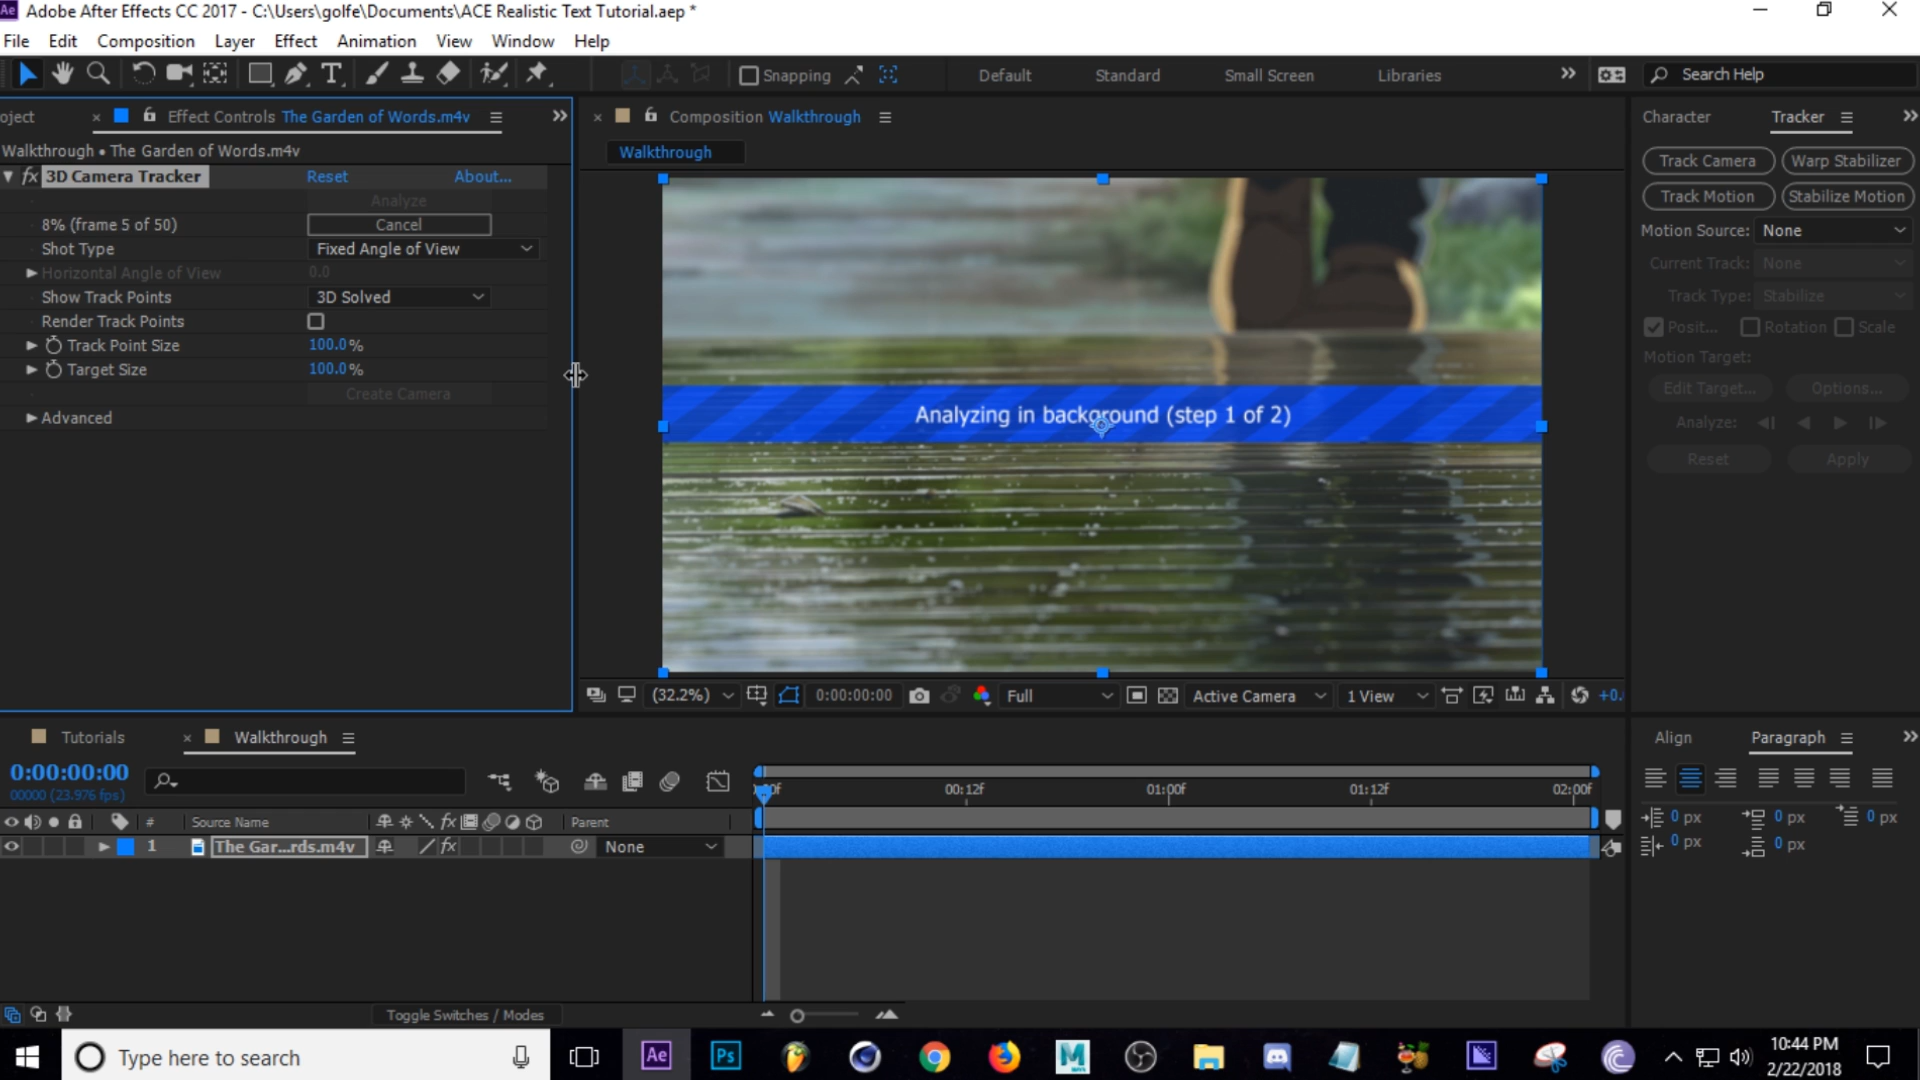 Adobe After Effects CC 2017 - C:\Users\golfe\Documents\ACE Realistic Text Tutorial.aep *
File Edit Composition Layer Effect Animation View Window Help
Snapping Default Standard Small Screen Libraries Search Help
oject Effect Controls The Garden of Words.m4v
Composition Walkthrough
Character Tracker
Walkthrough • The Garden of Words.m4v
Walkthrough
fx 3D Camera Tracker Reset About...
Analyze
8% (frame 5 of 50) Cancel
Shot Type Fixed Angle of View
Horizontal Angle of View 0.0
Show Track Points 3D Solved
Render Track Points
Track Point Size 100.0%
Target Size 100.0%
Create Camera
Advanced
Analyzing in background (step 1 of 2)
Track Camera Warp Stabilizer
Track Motion Stabilize Motion
Motion Source: None
Current Track: None
Track Type: Stabilize
Posit... Rotation Scale
Motion Target:
Edit Target... Options...
Analyze:
Reset Apply
(32.2%) 0:00:00:00 Full Active Camera 1 View +0.
Tutorials Walkthrough
Align Paragraph
0:00:00:00
00000 (23.976 fps)
00:12f 01:00f 01:12f 02:00f
# Source Name fx Parent
1 The Gar...rds.m4v fx None
0 px 0 px 0 px
0 px 0 px
Toggle Switches / Modes
Type here to search
Ae Ps M
10:44 PM
2/22/2018